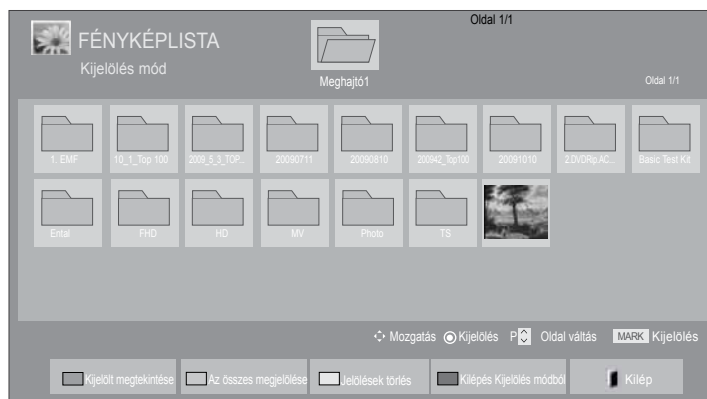 Oldal 1/1
FÉNYKÉPLISTA
Kijelölés mód
Meghajtó1
Oldal 1/1
1. EMF 10_1_Top 100 2009_5_3_TOP... 20090711 20090810 200942_Top100 20091010 2.DVDRip.AC... Basic Test Kit
Ental FHD HD MV Photo TS
Mozgatás Kijelölés P Oldal váltás MARK Kijelölés
Kijelölt megtekintése Az összes megjelölése Jelölések törlés Kilépés Kijelölés módból Kilép